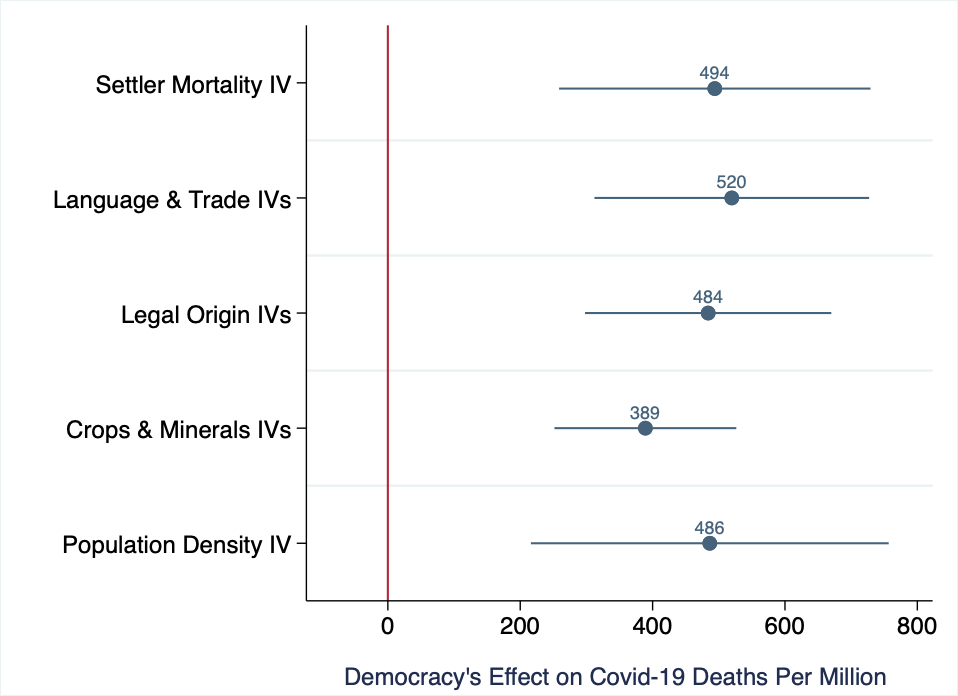 Settler Mortality IV
494
Language & Trade IVs
520
Legal Origin IVs
484
Crops & Minerals IVs
389
Population Density IV
486
0 200 400 600 800
Democracy's Effect on Covid-19 Deaths Per Million